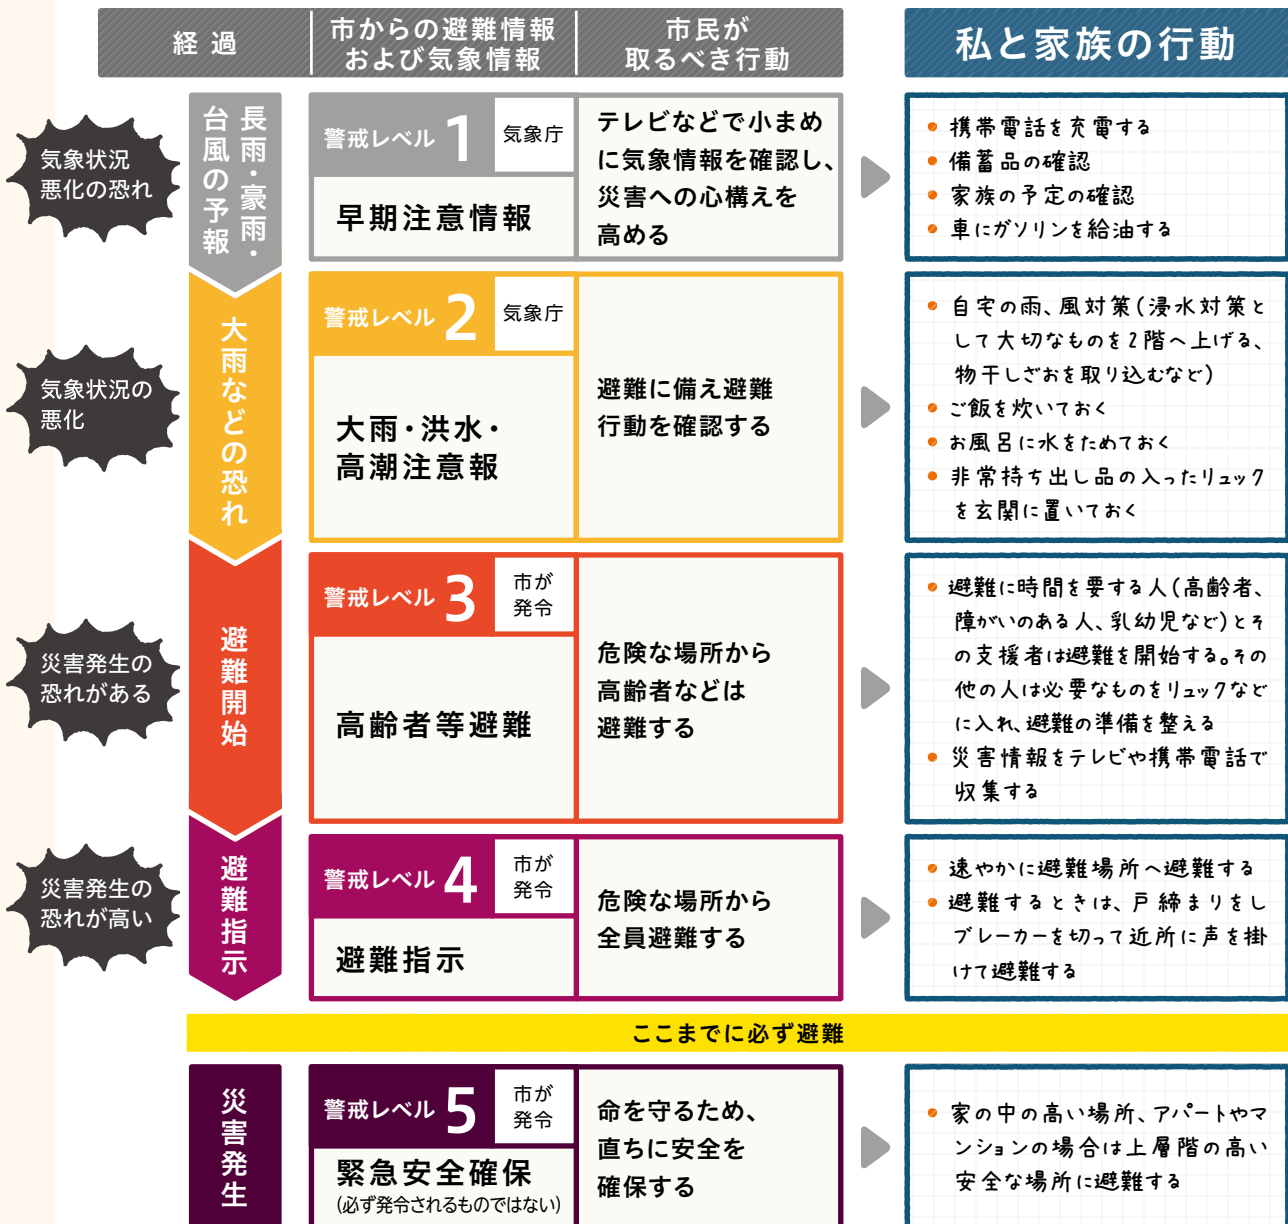 経過
市からの避難情報
および気象情報
市民が
取るべき行動
私と家族の行動
気象状況
悪化の恐れ
長雨・豪雨・
台風の予報
警戒レベル 1
気象庁
早期注意情報
テレビなどで小まめ
に気象情報を確認し、
災害への心構えを
高める
携帯電話を充電する
備蓄品の確認
家族の予定の確認
車にガソリンを給油する
気象状況の
悪化
大雨などの恐れ
警戒レベル 2
気象庁
大雨・洪水・
高潮注意報
避難に備え避難
行動を確認する
自宅の雨、風対策(浸水対策と
して大切なものを2階へ上げる、
物干しざおを取り込むなど)
ご飯を炊いておく
お風呂に水をためておく
非常持ち出し品の入ったリュック
を玄関に置いておく
災害発生の
恐れがある
避難開始
警戒レベル 3
市が
発令
高齢者等避難
危険な場所から
高齢者などは
避難する
避難に時間を要する人(高齢者、
障がいのある人、乳幼児など)とそ
の支援者は避難を開始する。その
他の人は必要なものをリュックなど
に入れ、避難の準備を整える
災害情報をテレビや携帯電話で
収集する
災害発生の
恐れが高い
避難指示
警戒レベル 4
市が
発令
避難指示
危険な場所から
全員避難する
速やかに避難場所へ避難する
避難するときは、戸締まりをし
ブレーカーを切って近所に声を掛
けて避難する
ここまでに必ず避難
災害発生
警戒レベル 5
市が
発令
緊急安全確保
(必ず発令されるものではない)
命を守るため、
直ちに安全を
確保する
家の中の高い場所、アパートやマ
ンションの場合は上層階の高い
安全な場所に避難する